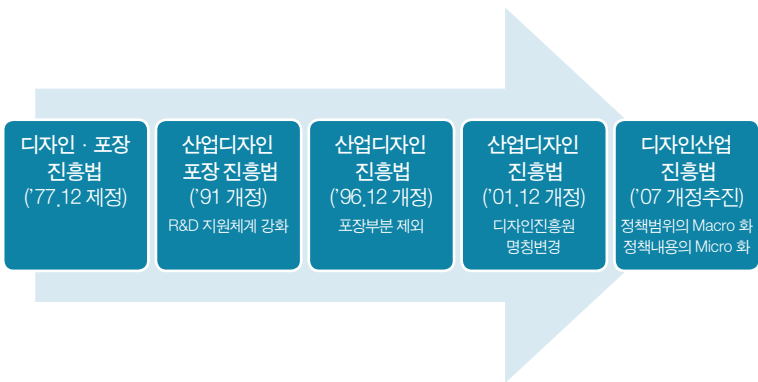 디자인 · 포장
진흥법
('77.12 제정)
산업디자인
포장 진흥법
('91 개정)
R&D 지원체계 강화
산업디자인
진흥법
('96.12 개정)
포장부분 제외
산업디자인
진흥법
('01.12 개정)
디자인진흥원
명칭변경
디자인산업
진흥법
('07 개정추진)
정책범위의 Macro 화
정책내용의 Micro 화